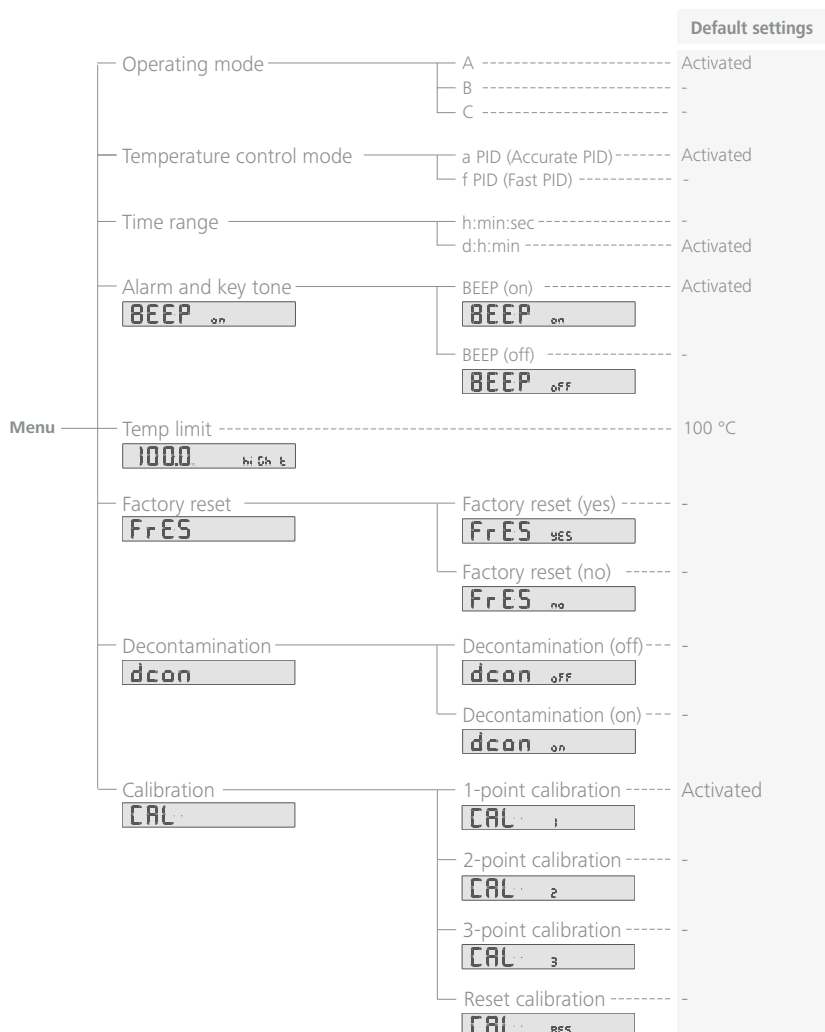 Default settings
Operating mode A Activated
B -
C -
Temperature control mode a PID (Accurate PID) Activated
f PID (Fast PID) -
Time range h:min:sec -
d:h:min Activated
Alarm and key tone BEEP (on) Activated
BEEP on BEEP on
BEEP (off) -
BEEP oFF
Menu Temp limit 100 °C
100.0 hiGh t
Factory reset Factory reset (yes) -
FrES FrES YES
Factory reset (no) -
FrES no
Decontamination Decontamination (off) -
dcon dcon oFF
Decontamination (on) -
dcon on
Calibration 1-point calibration Activated
CAL CAL 1
2-point calibration -
CAL 2
3-point calibration -
CAL 3
Reset calibration -
CAL RES